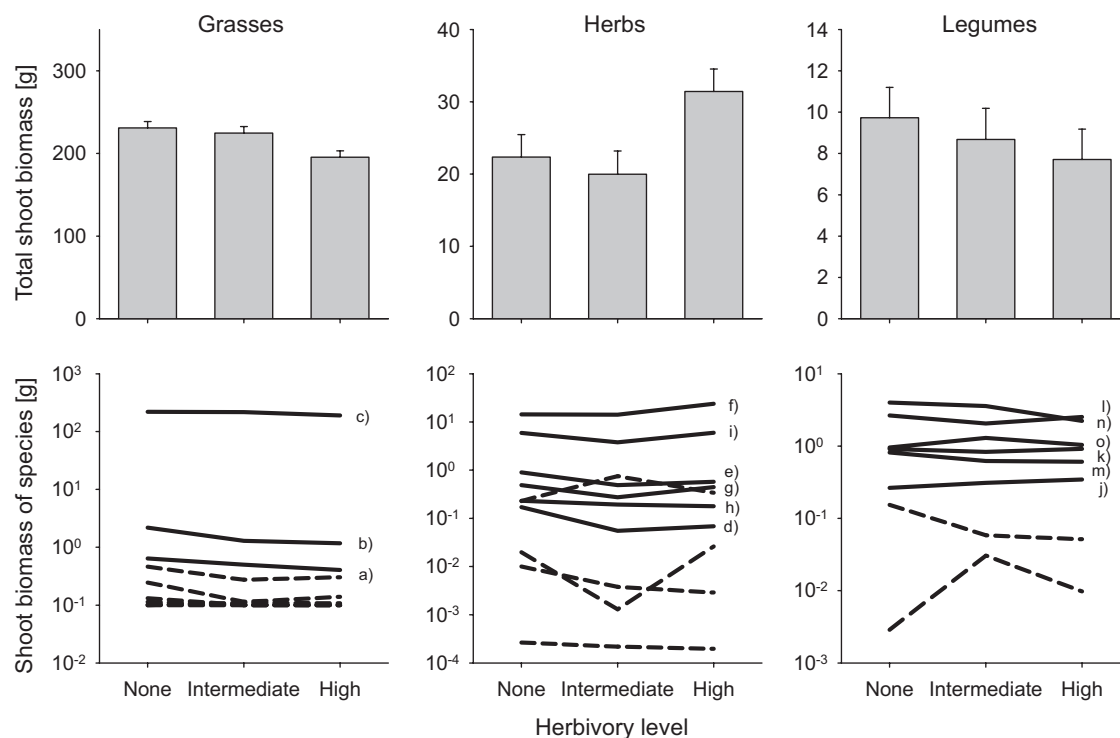 Grasses
Herbs
Legumes
Total shoot biomass [g]
300
200
100
0
40
30
20
10
0
14
12
10
8
6
4
2
0
Shoot biomass of species [g]
10³
10²
10¹
10⁰
10⁻¹
10⁻²
c)
b)
a)
None Intermediate High
10²
10¹
10⁰
10⁻¹
10⁻²
10⁻³
10⁻⁴
f)
i)
e)
g)
h)
d)
None Intermediate High
10¹
10⁰
10⁻¹
10⁻²
10⁻³
l)
n)
o)
k)
m)
j)
None Intermediate High
Herbivory level